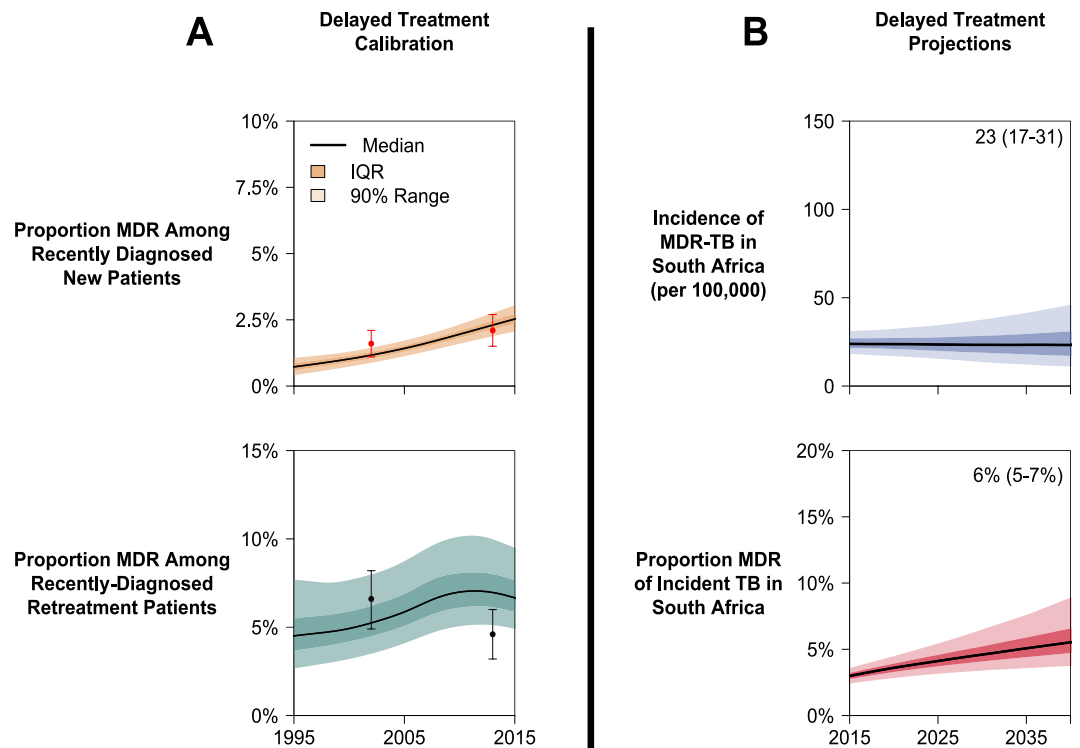 A
Delayed Treatment
Calibration
B
Delayed Treatment
Projections
Proportion MDR Among
Recently Diagnosed
New Patients
10%
7.5%
5%
2.5%
0%
Median
IQR
90% Range
Incidence of
MDR-TB in
South Africa
(per 100,000)
150
100
50
0
23 (17-31)
Proportion MDR Among
Recently-Diagnosed
Retreatment Patients
15%
10%
5%
0%
1995
2005
2015
Proportion MDR
of Incident TB in
South Africa
20%
15%
10%
5%
0%
6% (5-7%)
2015
2025
2035